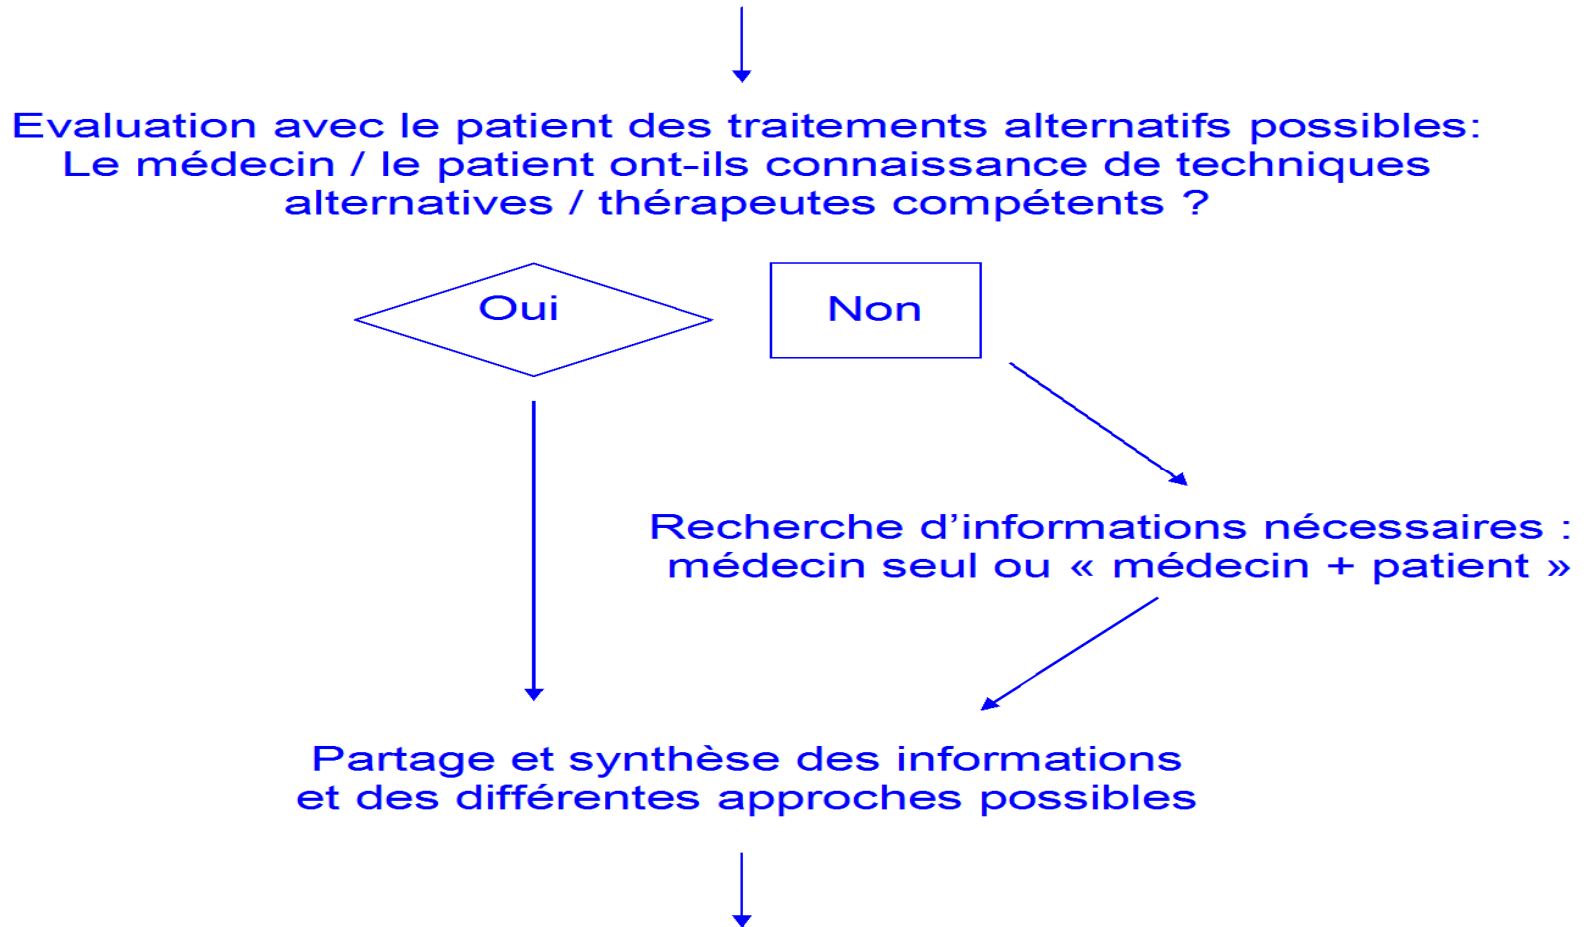 Evaluation avec le patient des traitements alternatifs possibles:
Le médecin / le patient ont-ils connaissance de techniques
alternatives / thérapeutes compétents ?
Oui
Non
Recherche d’informations nécessaires :
médecin seul ou « médecin + patient »
Partage et synthèse des informations
et des différentes approches possibles